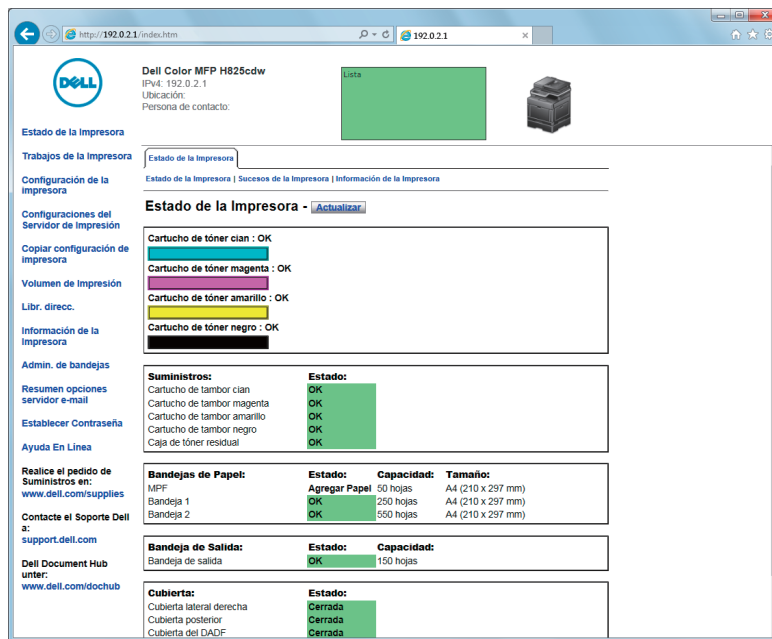 http://192.0.2.1/index.htm
192.0.2.1
DELL
Dell Color MFP H825cdw
IPv4: 192.0.2.1
Ubicación:
Persona de contacto:
Lista
Estado de la Impresora
Trabajos de la Impresora
Configuración de la
impresora
Configuraciones del
Servidor de Impresión
Copiar configuración de
impresora
Volumen de Impresión
Libr. direcc.
Información de la
Impresora
Admin. de bandejas
Resumen opciones
servidor e-mail
Establecer Contraseña
Ayuda En Línea
Realice el pedido de
Suministros en:
www.dell.com/supplies
Contacte el Soporte Dell
a:
support.dell.com
Dell Document Hub
unter:
www.dell.com/dochub
Estado de la Impresora
Estado de la Impresora | Sucesos de la Impresora | Información de la Impresora
Estado de la Impresora - Actualizar
Cartucho de tóner cian : OK
Cartucho de tóner magenta : OK
Cartucho de tóner amarillo : OK
Cartucho de tóner negro : OK
Suministros: Estado:
Cartucho de tambor cian OK
Cartucho de tambor magenta OK
Cartucho de tambor amarillo OK
Cartucho de tambor negro OK
Caja de tóner residual OK
Bandejas de Papel: Estado: Capacidad: Tamaño:
MPF Agregar Papel 50 hojas A4 (210 x 297 mm)
Bandeja 1 OK 250 hojas A4 (210 x 297 mm)
Bandeja 2 OK 550 hojas A4 (210 x 297 mm)
Bandeja de Salida: Estado: Capacidad:
Bandeja de salida OK 150 hojas
Cubierta: Estado:
Cubierta lateral derecha Cerrada
Cubierta posterior Cerrada
Cubierta del DADF Cerrada